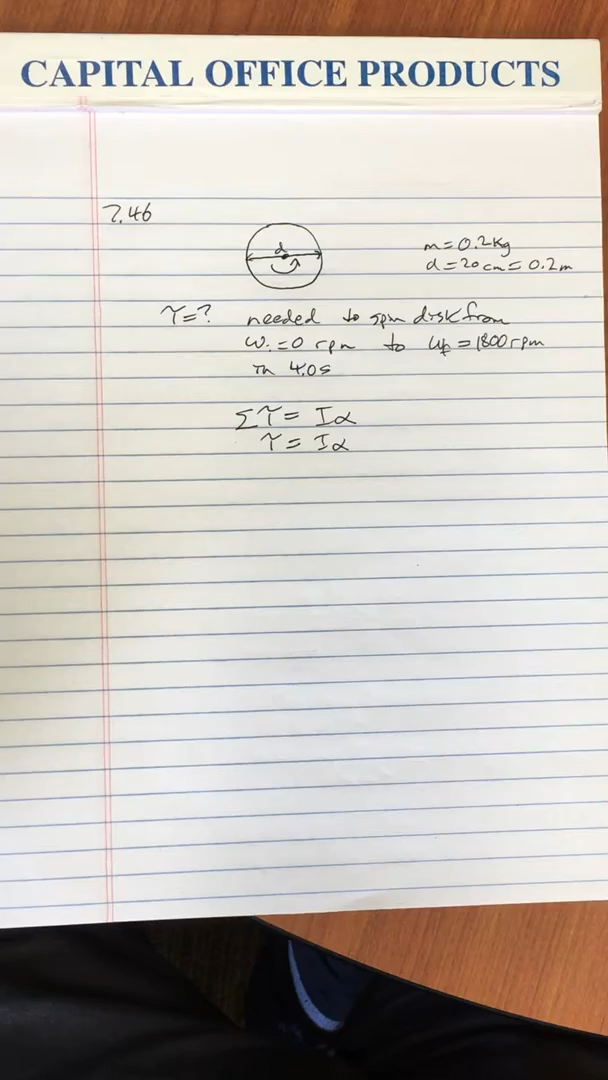 CAPITAL OFFICE PRODUCTS
7.46
d
m=0.2kg
d=20cm=0.2m
τ=? needed to spin disk from
ωᵢ=0 rpm to ωf=1800rpm
in 4.0s
Στ= Iα
τ= Iα